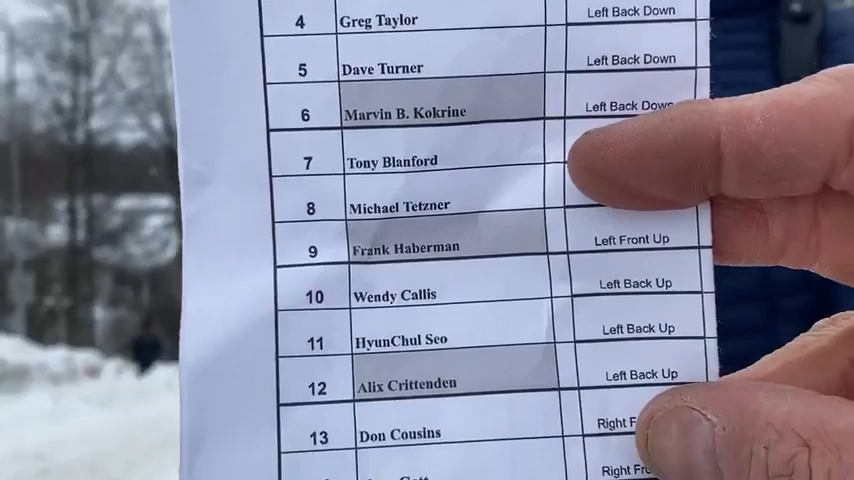 4 Greg Taylor Left Back Down
5 Dave Turner Left Back Down
6 Marvin B. Kokrine Left Back Down
7 Tony Blanford
8 Michael Tetzner
9 Frank Haberman Left Front Up
10 Wendy Callis Left Back Up
11 HyunChul Seo Left Back Up
12 Alix Crittenden Left Back Up
13 Don Cousins Right
Right